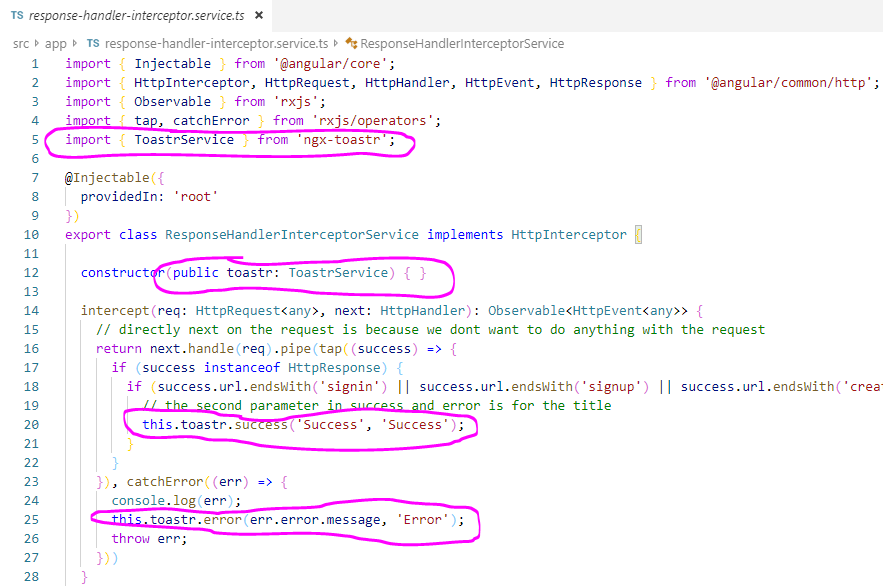 TS response-handler-interceptor.service.ts ×
src app TS response-handler-interceptor.service.ts ResponseHandlerInterceptorService
1 import { Injectable } from '@angular/core';
2 import { HttpInterceptor, HttpRequest, HttpHandler, HttpEvent, HttpResponse } from '@angular/common/http';
3 import { Observable } from 'rxjs';
4 import { tap, catchError } from 'rxjs/operators';
5 import { ToastrService } from 'ngx-toastr';
6
7 @Injectable({
8 providedIn: 'root'
9 })
10 export class ResponseHandlerInterceptorService implements HttpInterceptor {
11
12 constructor(public toastr: ToastrService) { }
13
14 intercept(req: HttpRequest<any>, next: HttpHandler): Observable<HttpEvent<any>> {
15 // directly next on the request is because we dont want to do anything with the request
16 return next.handle(req).pipe(tap((success) => {
17 if (success instanceof HttpResponse) {
18 if (success.url.endsWith('signin') || success.url.endsWith('signup') || success.url.endsWith('crea
19 // the second parameter in success and error is for the title
20 this.toastr.success('Success', 'Success');
21 }
22 }
23 }), catchError((err) => {
24 console.log(err);
25 this.toastr.error(err.error.message, 'Error');
26 throw err;
27 }))
28 }